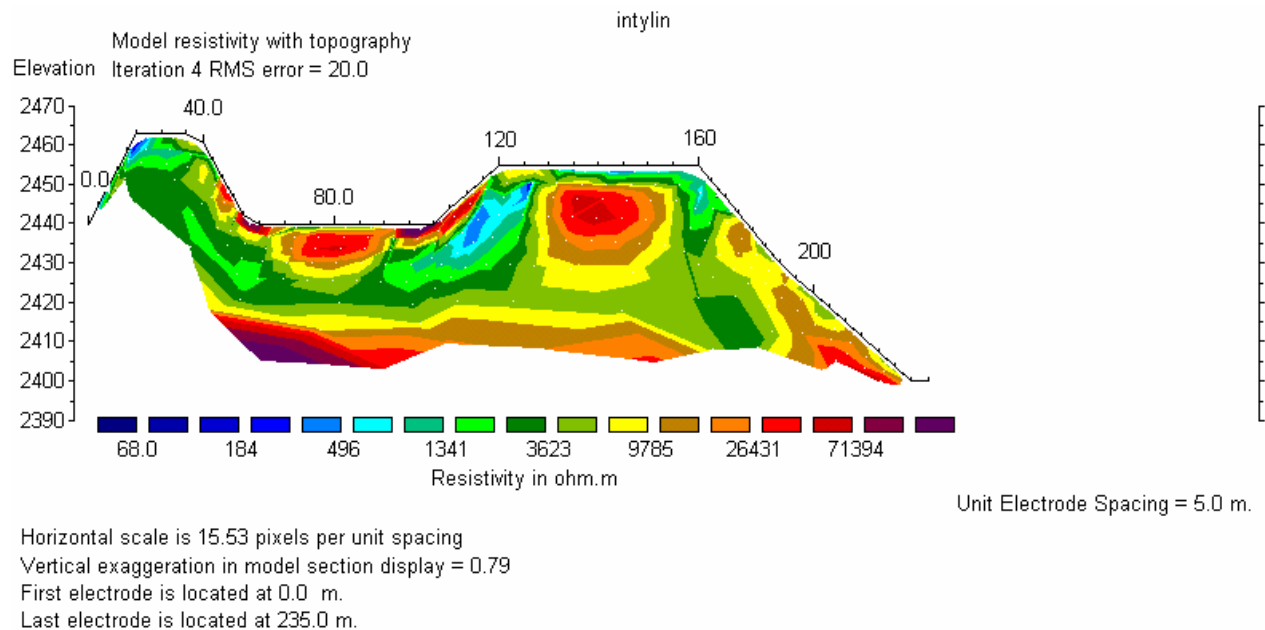 intylin
Model resistivity with topography
Elevation Iteration 4 RMS error = 20.0
2470
40.0
2460
120 160
2450
0.0
80.0
2440
2430
200
2420
2410
2400
2390
68.0 184 496 1341 3623 9785 26431 71394
Resistivity in ohm.m
Unit Electrode Spacing = 5.0 m.
Horizontal scale is 15.53 pixels per unit spacing
Vertical exaggeration in model section display = 0.79
First electrode is located at 0.0 m.
Last electrode is located at 235.0 m.